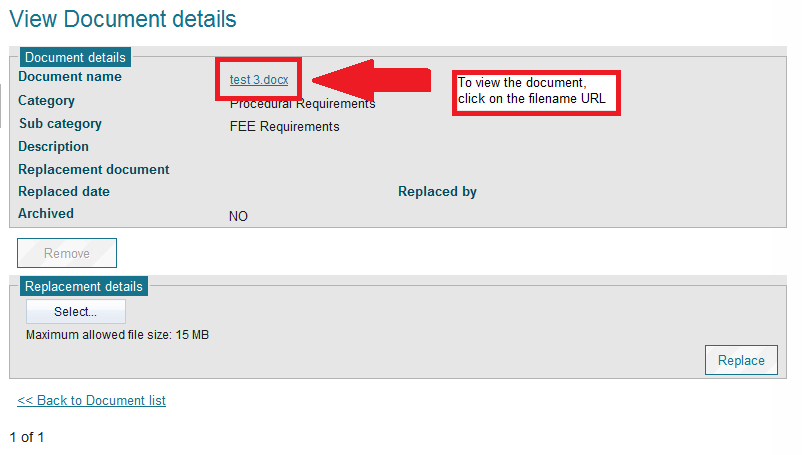 View Document details
Document details
Document name test 3.docx
To view the document,
click on the filename URL
Category Procedural Requirements
Sub category FEE Requirements
Description
Replacement document
Replaced date Replaced by
Archived NO
Remove
Replacement details
Select...
Maximum allowed file size: 15 MB
Replace
<< Back to Document list
1 of 1